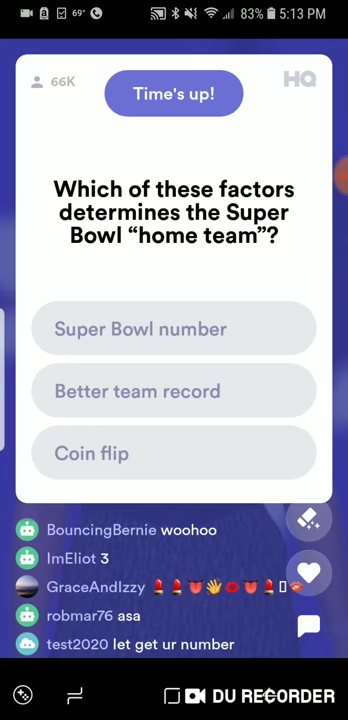 69° 83% 5:13 PM
66K Time's up! HQ
Which of these factors
determines the Super
Bowl “home team”?
Super Bowl number
Better team record
Coin flip
BouncingBernie woohoo
ImEliot 3
GraceAndIzzy 💄💄👅👋💋👅💄▯🫦
robmar76 asa
test2020 let get ur number
DU RECORDER